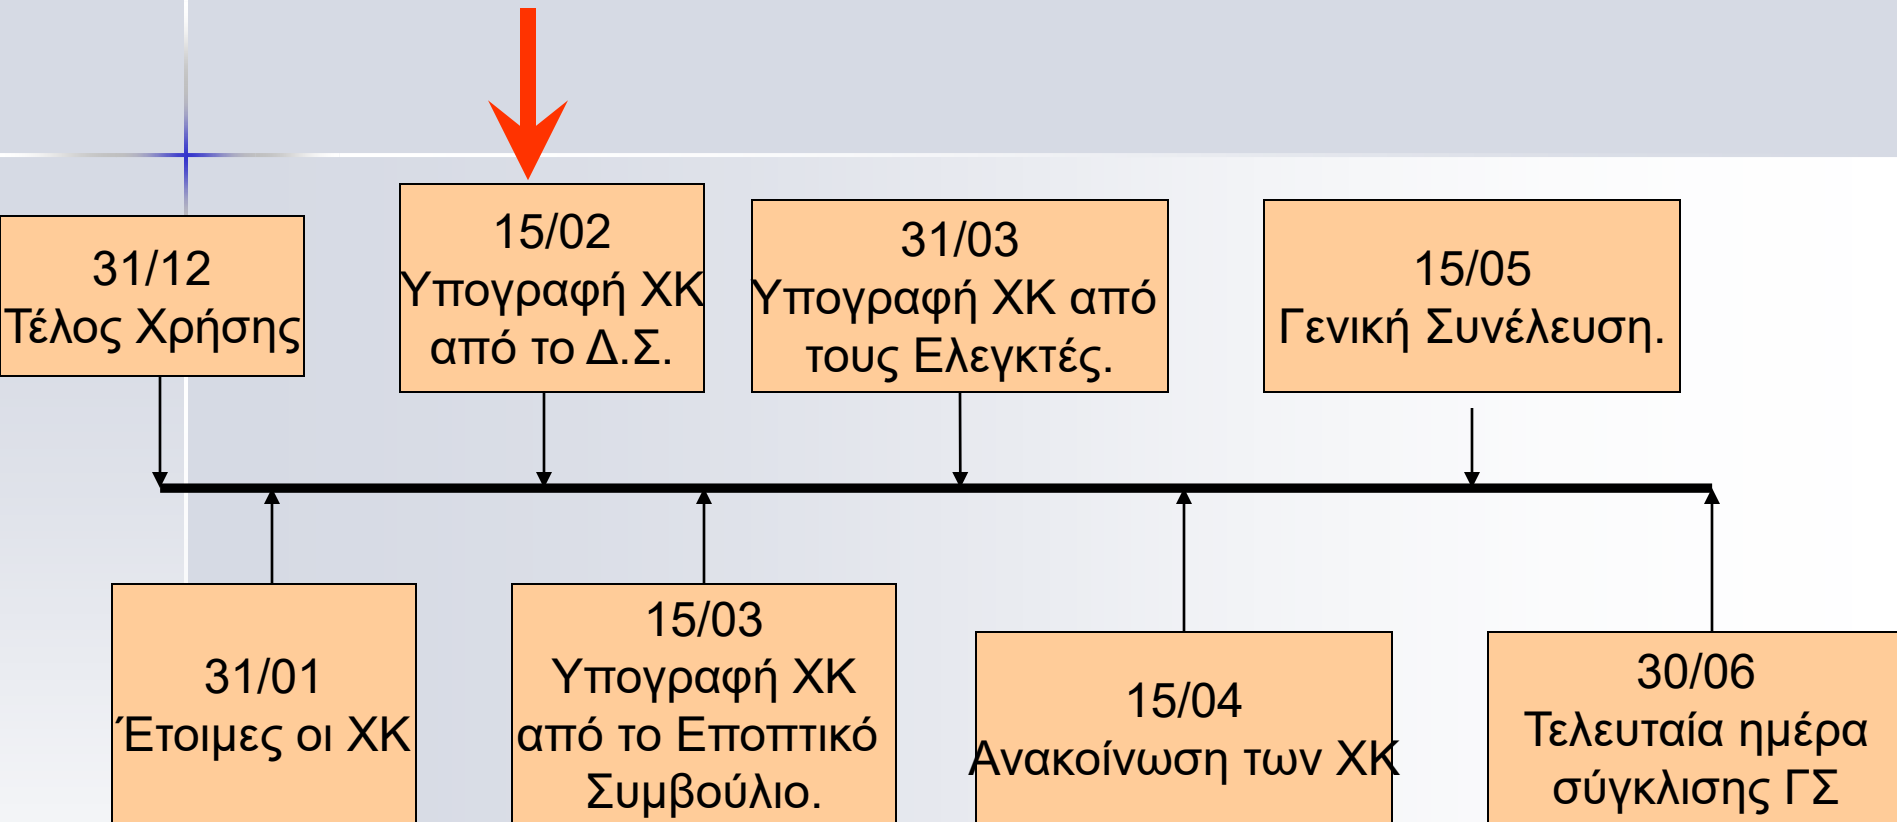 31/12
Τέλος Χρήσης
15/02
Υπογραφή ΧΚ
από το Δ.Σ.
31/03
Υπογραφή ΧΚ από
τους Ελεγκτές.
15/05
Γενική Συνέλευση.
31/01
Έτοιμες οι ΧΚ
15/03
Υπογραφή ΧΚ
από το Εποπτικό
Συμβούλιο.
15/04
Ανακοίνωση των ΧΚ
30/06
Τελευταία ημέρα
σύγκλισης ΓΣ